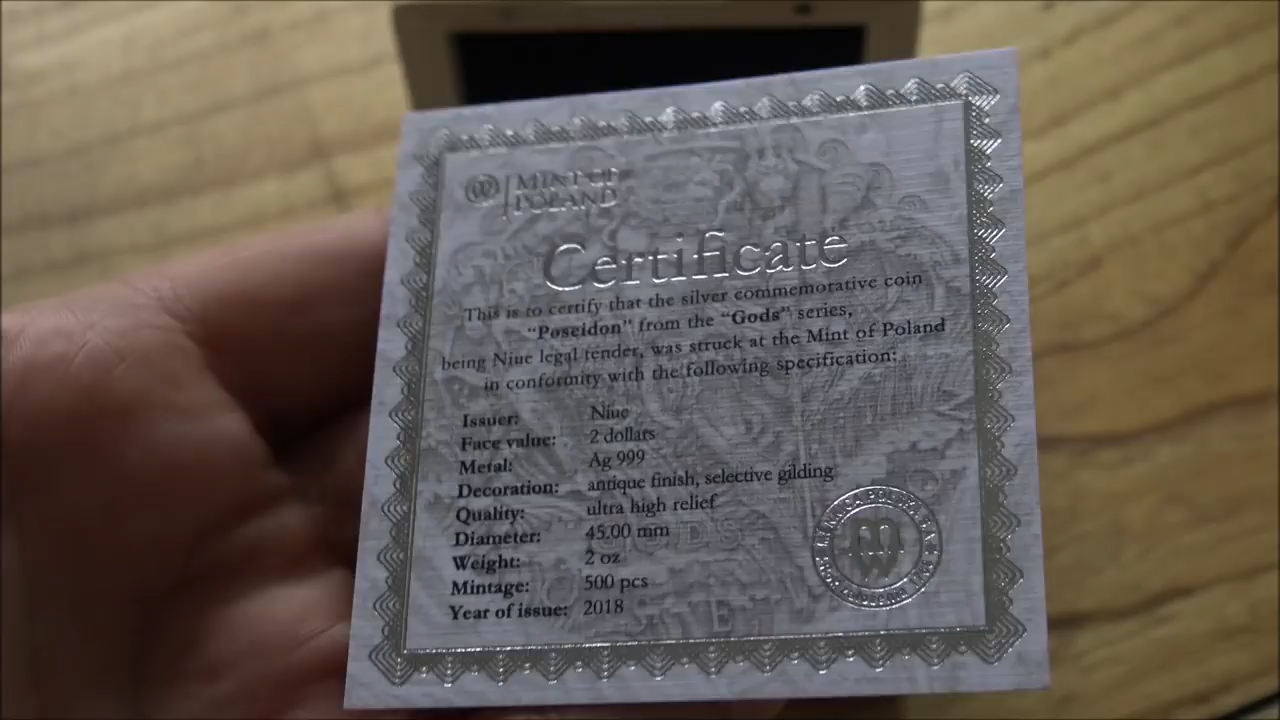 MINT OF
POLAND
Certificate
This is to certify that the silver commemorative coin
"Poseidon" from the "Gods" series,
being Niue legal tender, was struck at the Mint of Poland
in conformity with the following specification:
Issuer: Niue
Face value: 2 dollars
Metal: Ag 999
Decoration: antique finish, selective gilding
Quality: ultra high relief
Diameter: 45.00 mm
Weight: 2 oz
Mintage: 500 pcs
Year of issue: 2018
MENNICA POLSKA